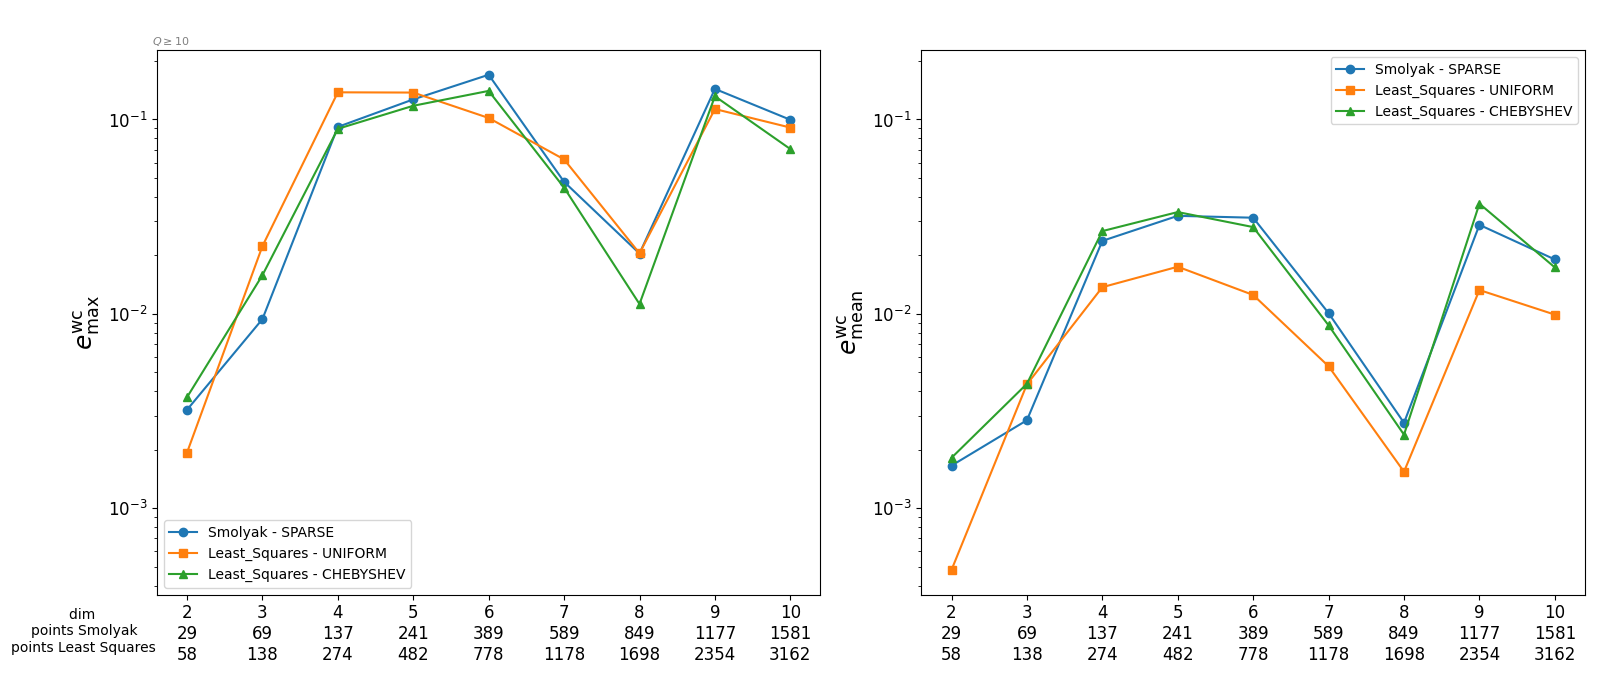 Q ≥ 10
10⁻¹
10⁻²
10⁻³
e^wc_max
Smolyak - SPARSE
Least_Squares - UNIFORM
Least_Squares - CHEBYSHEV
dim
points Smolyak
points Least Squares
2 3 4 5 6 7 8 9 10
29 69 137 241 389 589 849 1177 1581
58 138 274 482 778 1178 1698 2354 3162
Smolyak - SPARSE
Least_Squares - UNIFORM
Least_Squares - CHEBYSHEV
10⁻¹
10⁻²
10⁻³
e^wc_mean
2 3 4 5 6 7 8 9 10
29 69 137 241 389 589 849 1177 1581
58 138 274 482 778 1178 1698 2354 3162